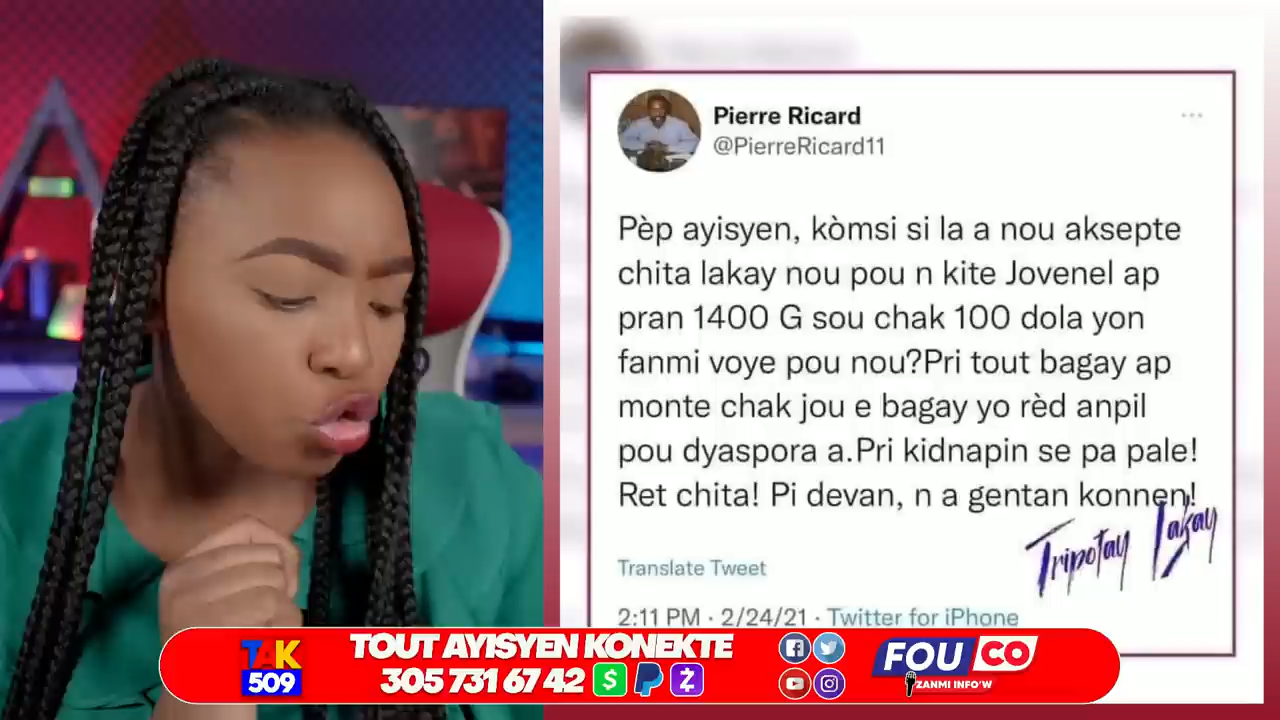 Pierre Ricard
@PierreRicard11
Pèp ayisyen, kòmsi si la a nou aksepte
chita lakay nou pou n kite Jovenel ap
pran 1400 G sou chak 100 dola yon
fanmi voye pou nou?Pri tout bagay ap
monte chak jou e bagay yo rèd anpil
pou dyaspora a.Pri kidnapin se pa pale!
Ret chita! Pi devan, n a gentan konnen!
Tripotay Lakay
Translate Tweet
2:11 PM · 2/24/21 · Twitter for iPhone
TAK
509
TOUT AYISYEN KONEKTE
305 731 67 42
FOUCO
ZANMI INFO'W